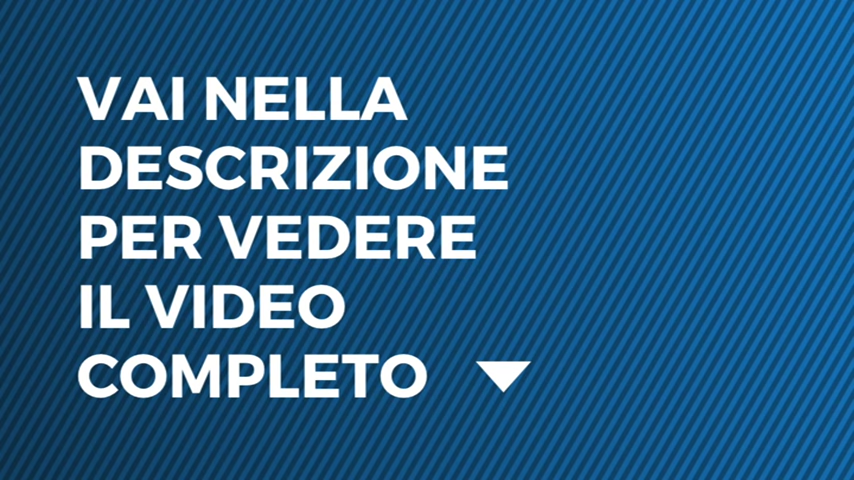 VAI NELLA
DESCRIZIONE
PER VEDERE
IL VIDEO
COMPLETO